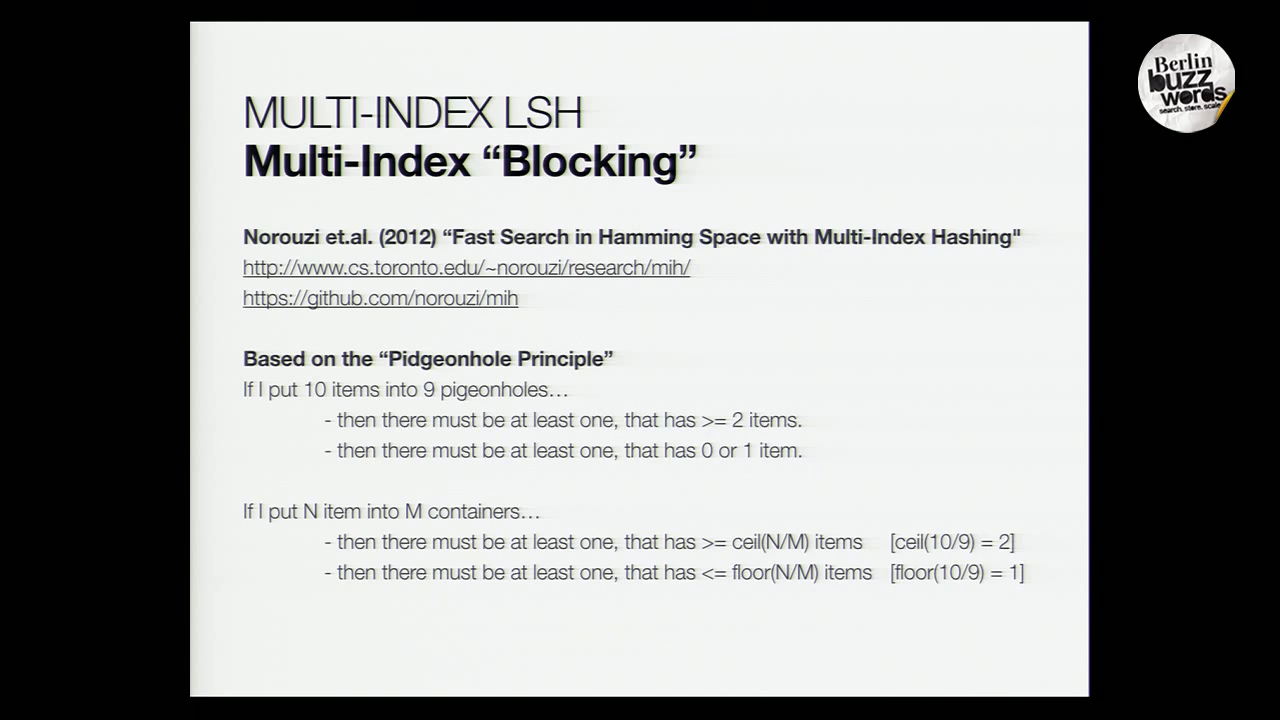 MULTI-INDEX LSH
Multi-Index “Blocking”
Norouzi et.al. (2012) “Fast Search in Hamming Space with Multi-Index Hashing"
http://www.cs.toronto.edu/~norouzi/research/mih/
https://github.com/norouzi/mih
Based on the “Pidgeonhole Principle”
If I put 10 items into 9 pigeonholes…
- then there must be at least one, that has >= 2 items.
- then there must be at least one, that has 0 or 1 item.
If I put N item into M containers…
- then there must be at least one, that has >= ceil(N/M) items [ceil(10/9) = 2]
- then there must be at least one, that has <= floor(N/M) items [floor(10/9) = 1]
Berlin
buzz
words
search. store. scale